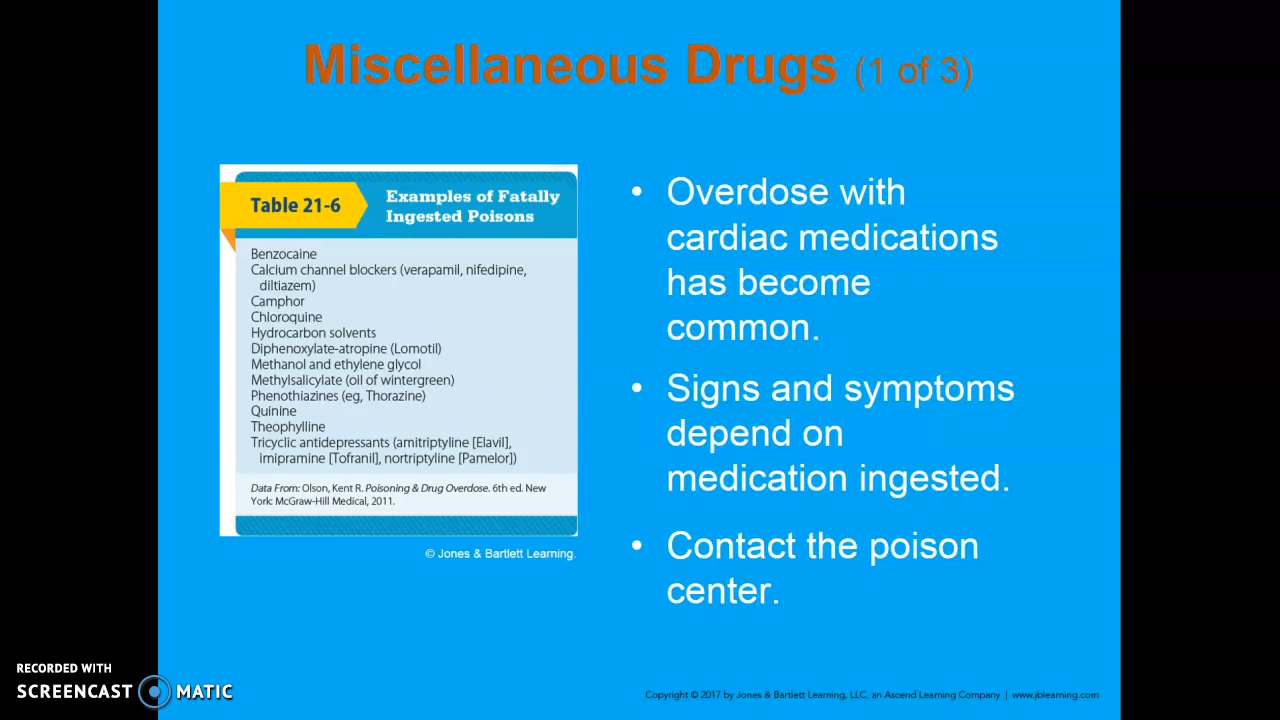 Miscellaneous Drugs (1 of 3)
Table 21-6
Examples of Fatally
Ingested Poisons
Benzocaine
Calcium channel blockers (verapamil, nifedipine,
diltiazem)
Camphor
Chloroquine
Hydrocarbon solvents
Diphenoxylate-atropine (Lomotil)
Methanol and ethylene glycol
Methylsalicylate (oil of wintergreen)
Phenothiazines (eg, Thorazine)
Quinine
Theophylline
Tricyclic antidepressants (amitriptyline [Elavil],
imipramine [Tofranil], nortriptyline [Pamelor])
Data From: Olson, Kent R. Poisoning & Drug Overdose. 6th ed. New
York: McGraw-Hill Medical, 2011.
© Jones & Bartlett Learning.
• Overdose with
cardiac medications
has become
common.
• Signs and symptoms
depend on
medication ingested.
• Contact the poison
center.
RECORDED WITH
SCREENCAST MATIC
Copyright © 2017 by Jones & Bartlett Learning, LLC, an Ascend Learning Company | www.jblearning.com